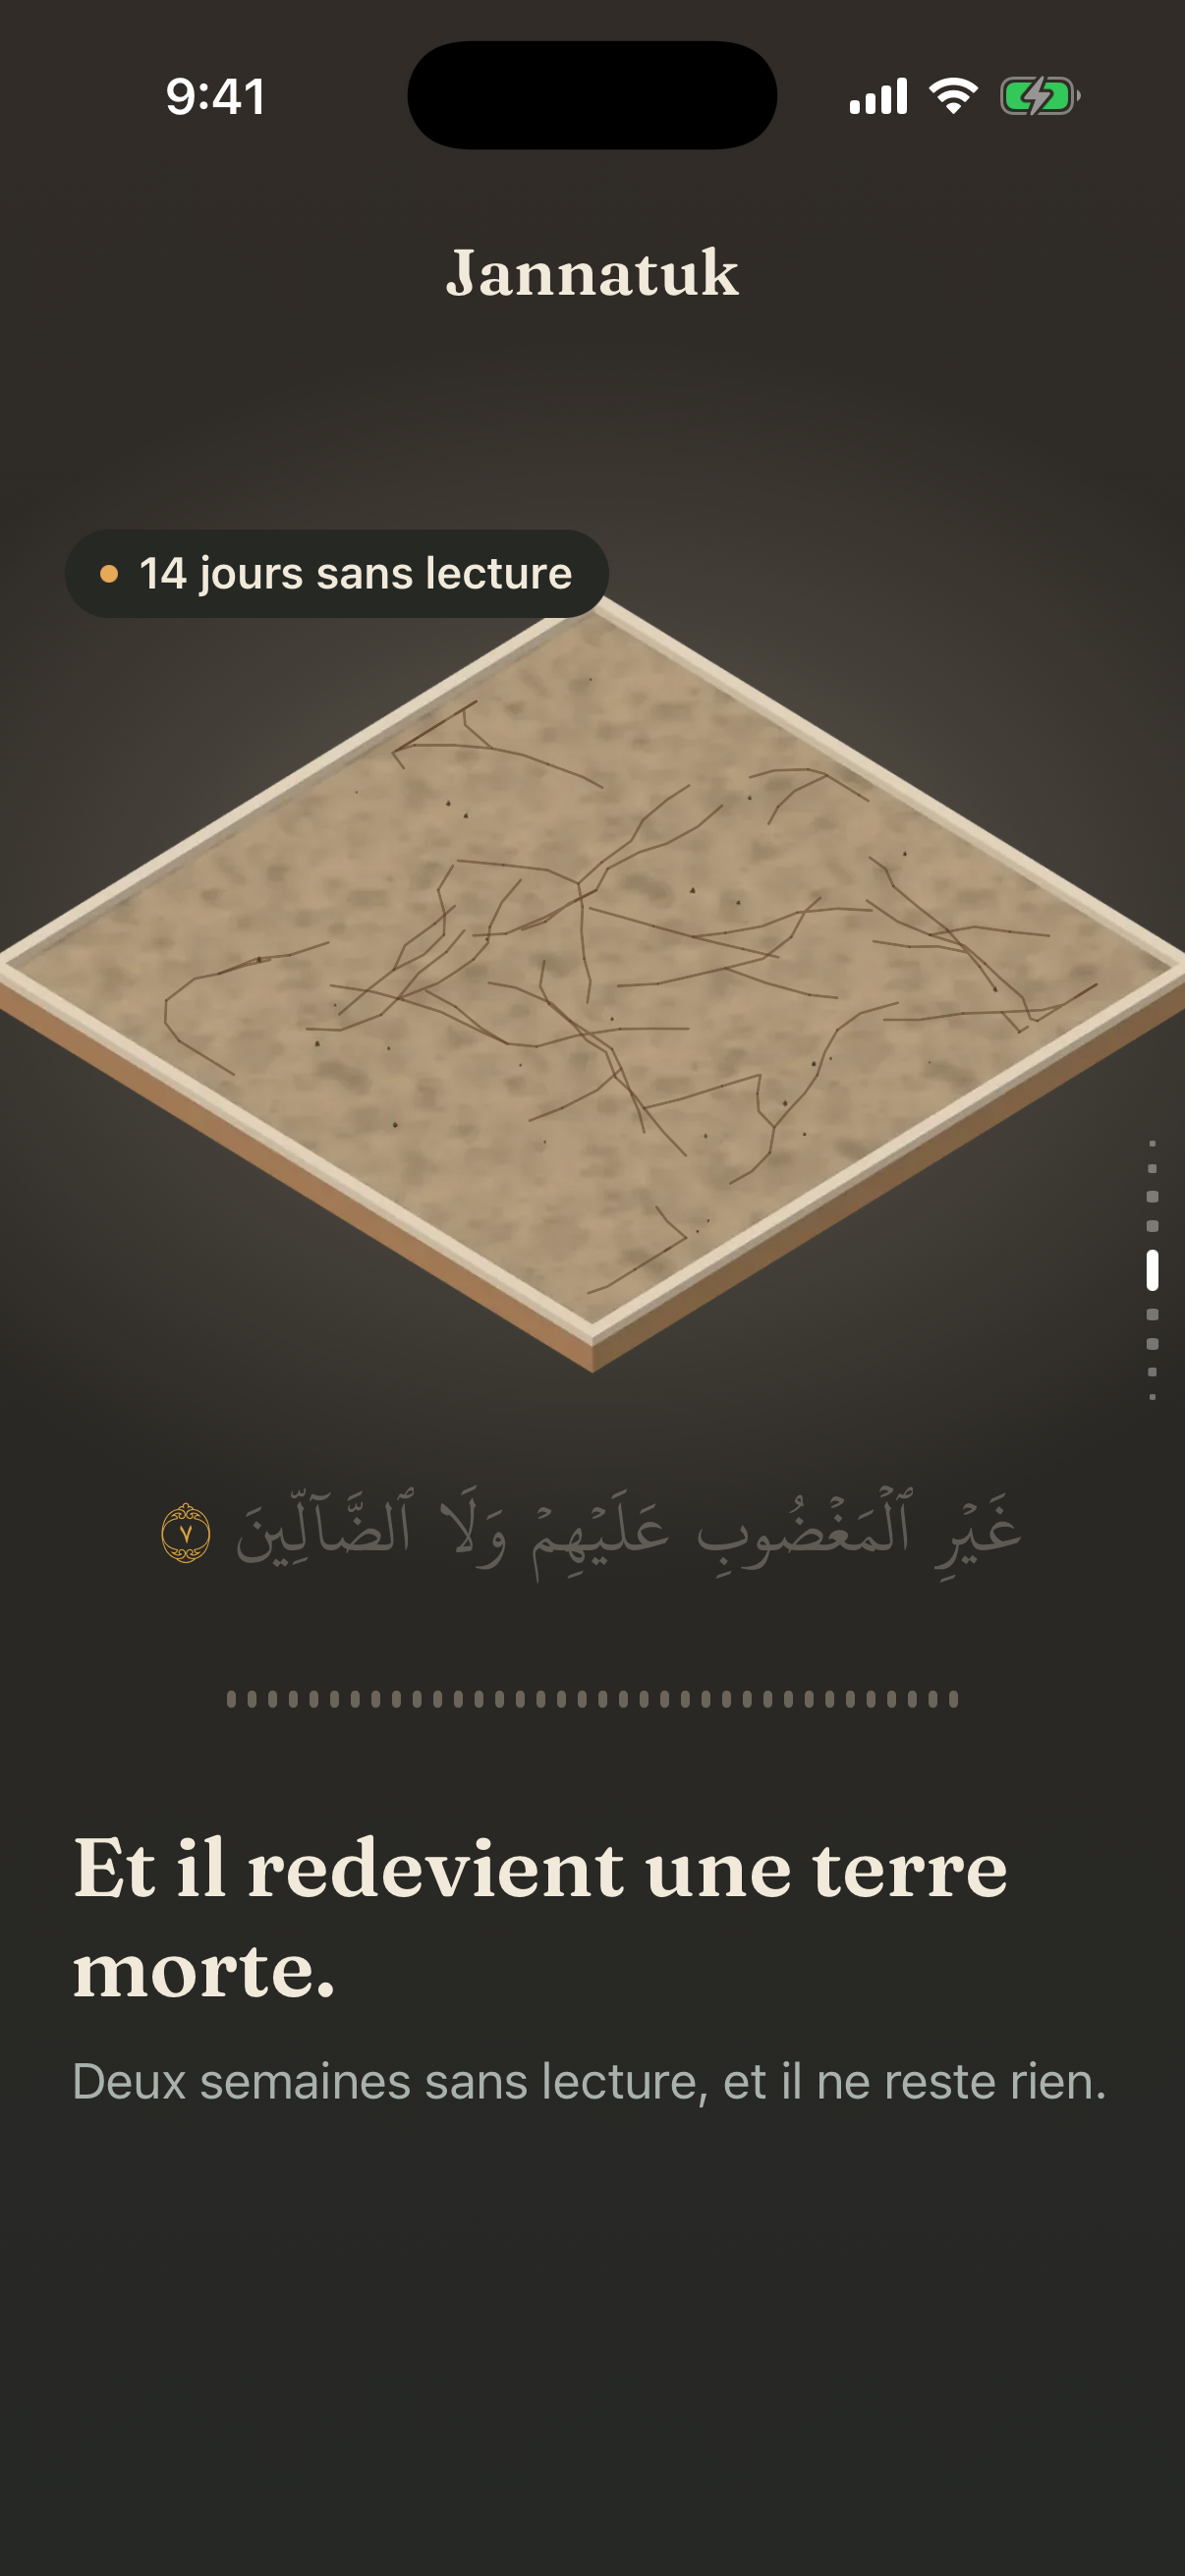 9:41
Jannatuk
14 jours sans lecture
غَيْرِ ٱلْمَغْضُوبِ عَلَيْهِمْ وَلَا ٱلضَّآلِّينَ ٧
Et il redevient une terre
morte.
Deux semaines sans lecture, et il ne reste rien.